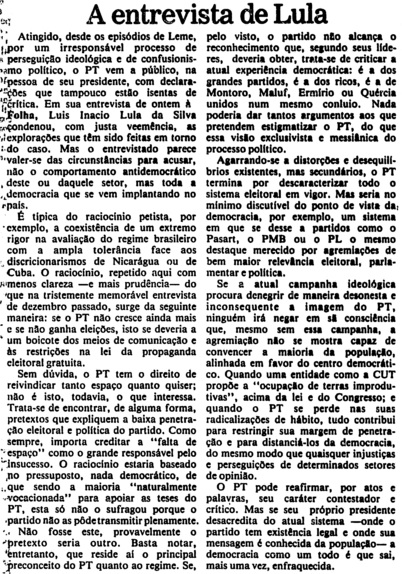 A entrevista de Lula
Atingido, desde os episódios de Leme,
por um irresponsável processo de
perseguição ideológica e de confusionis-
mo político, o PT vem a público, na
pessoa de seu presidente, com declara-
ções que tampouco estão isentas de
crítica. Em sua entrevista de ontem À
Folha, Luis Inacio Lula da Silva
condenou, com justa veemência, as
explorações que têm sido feitas em torno
do caso. Mas o entrevistado parece
valer-se das circunstâncias para acusar,
não o comportamento antidemocrático
deste ou daquele setor, mas toda a
democracia que se vem implantando no
país.
É típica do raciocínio petista, por
exemplo, a coexistência de um extremo
rigor na avaliação do regime brasileiro
com a ampla tolerância face aos
discricionarismos de Nicarágua ou de
Cuba. O raciocínio, repetido aqui com
menos clareza —e mais prudência— do
que na tristemente memorável entrevista
de dezembro passado, surge da seguinte
maneira: se o PT não cresce ainda mais
e se não ganha eleições, isto se deveria a
um boicote dos meios de comunicação e
às restrições na lei da propaganda
eleitoral gratuita.
Sem dúvida, o PT tem o direito de
reivindicar tanto espaço quanto quiser;
não é isto, todavia, o que interessa.
Trata-se de encontrar, de alguma forma,
pretextos que expliquem a baixa penetra-
ção eleitoral e política do partido. Como
sempre, importa creditar a "falta de
espaço" como o grande responsável pelo
insucesso. O raciocínio estaria baseado
no pressuposto, nada democrático, de
que sendo a maioria "naturalmente
vocacionada" para apoiar as teses do
PT, esta só não o sufragou porque o
partido não as pôde transmitir plenamente.
Não fosse este, provavelmente o
pretexto seria outro. Basta notar,
entretanto, que reside aí o principal
preconceito do PT quanto ao regime. Se,
pelo visto, o partido não alcança o
reconhecimento que, segundo seus líde-
res, deveria obter, trata-se de criticar a
atual experiência democrática: é a dos
grandes partidos, é a dos ricos, é a de
Montoro, Maluf, Ermírio ou Quércia
unidos num mesmo conluio. Nada
poderia dar tantos argumentos aos que
pretendem estigmatizar o PT, do que
essa visão exclusivista e messiânica do
processo político.
Agarrando-se a distorções e desequilí-
brios existentes, mas secundários, o PT
termina por descaracterizar todo o
sistema eleitoral em vigor. Mas seria no
mínimo discutível do ponto de vista da
democracia, por exemplo, um sistema
em que se desse a partidos como o
Pasart, o PMB ou o PL o mesmo
destaque merecido por agremiações de
bem maior relevância eleitoral, parla-
mentar e política.
Se a atual campanha ideológica
procura denegrir de maneira desonesta e
inconsequente a imagem do PT,
ninguém irá negar em sã consciência
que, mesmo sem essa campanha, a
agremiação não se mostra capaz de
convencer a maioria da população,
alinhada em favor do centro democráti-
co. Quando uma entidade como a CUT
propõe a "ocupação de terras improdu-
tivas", acima da lei e do Congresso; e
quando o PT se perde nas suas
radicalizações de hábito, tudo contribui
para restringir sua margem de penetra-
ção e para distanciá-los da democracia,
do mesmo modo que quaisquer injustiças
e perseguições de determinados setores
de opinião.
O PT pode reafirmar, por atos e
palavras, seu caráter contestador e
crítico. Mas se seu próprio presidente
desacredita do atual sistema —onde o
partido tem existência legal e onde sua
mensagem é conhecida da população— a
democracia como um todo é que sai,
mais uma vez, enfraquecida.